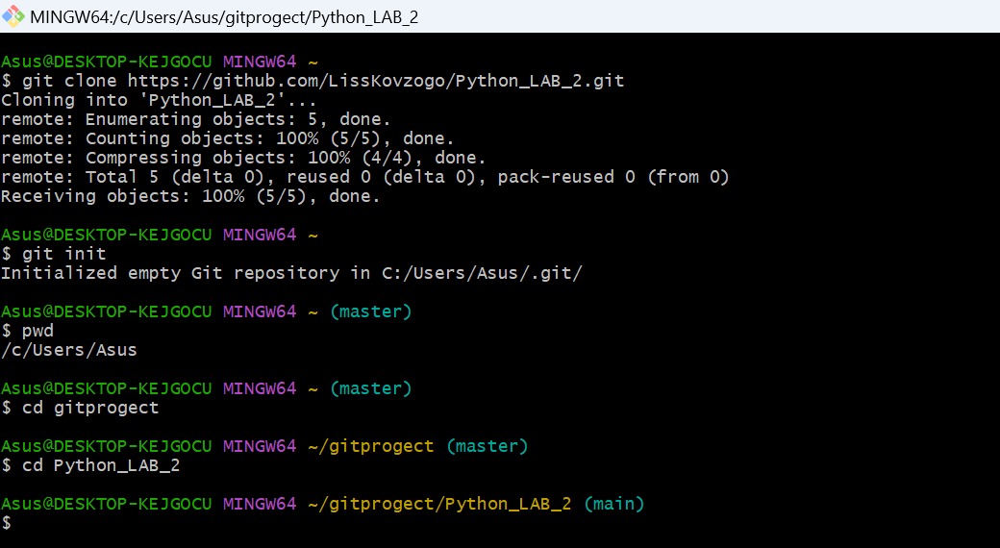 MINGW64:/c/Users/Asus/gitprogect/Python_LAB_2
Asus@DESKTOP-KEJGOCU MINGW64 ~
$ git clone https://github.com/LissKovzogo/Python_LAB_2.git
Cloning into 'Python_LAB_2'...
remote: Enumerating objects: 5, done.
remote: Counting objects: 100% (5/5), done.
remote: Compressing objects: 100% (4/4), done.
remote: Total 5 (delta 0), reused 0 (delta 0), pack-reused 0 (from 0)
Receiving objects: 100% (5/5), done.
Asus@DESKTOP-KEJGOCU MINGW64 ~
$ git init
Initialized empty Git repository in C:/Users/Asus/.git/
Asus@DESKTOP-KEJGOCU MINGW64 ~ (master)
$ pwd
/c/Users/Asus
Asus@DESKTOP-KEJGOCU MINGW64 ~ (master)
$ cd gitprogect
Asus@DESKTOP-KEJGOCU MINGW64 ~/gitprogect (master)
$ cd Python_LAB_2
Asus@DESKTOP-KEJGOCU MINGW64 ~/gitprogect/Python_LAB_2 (main)
$